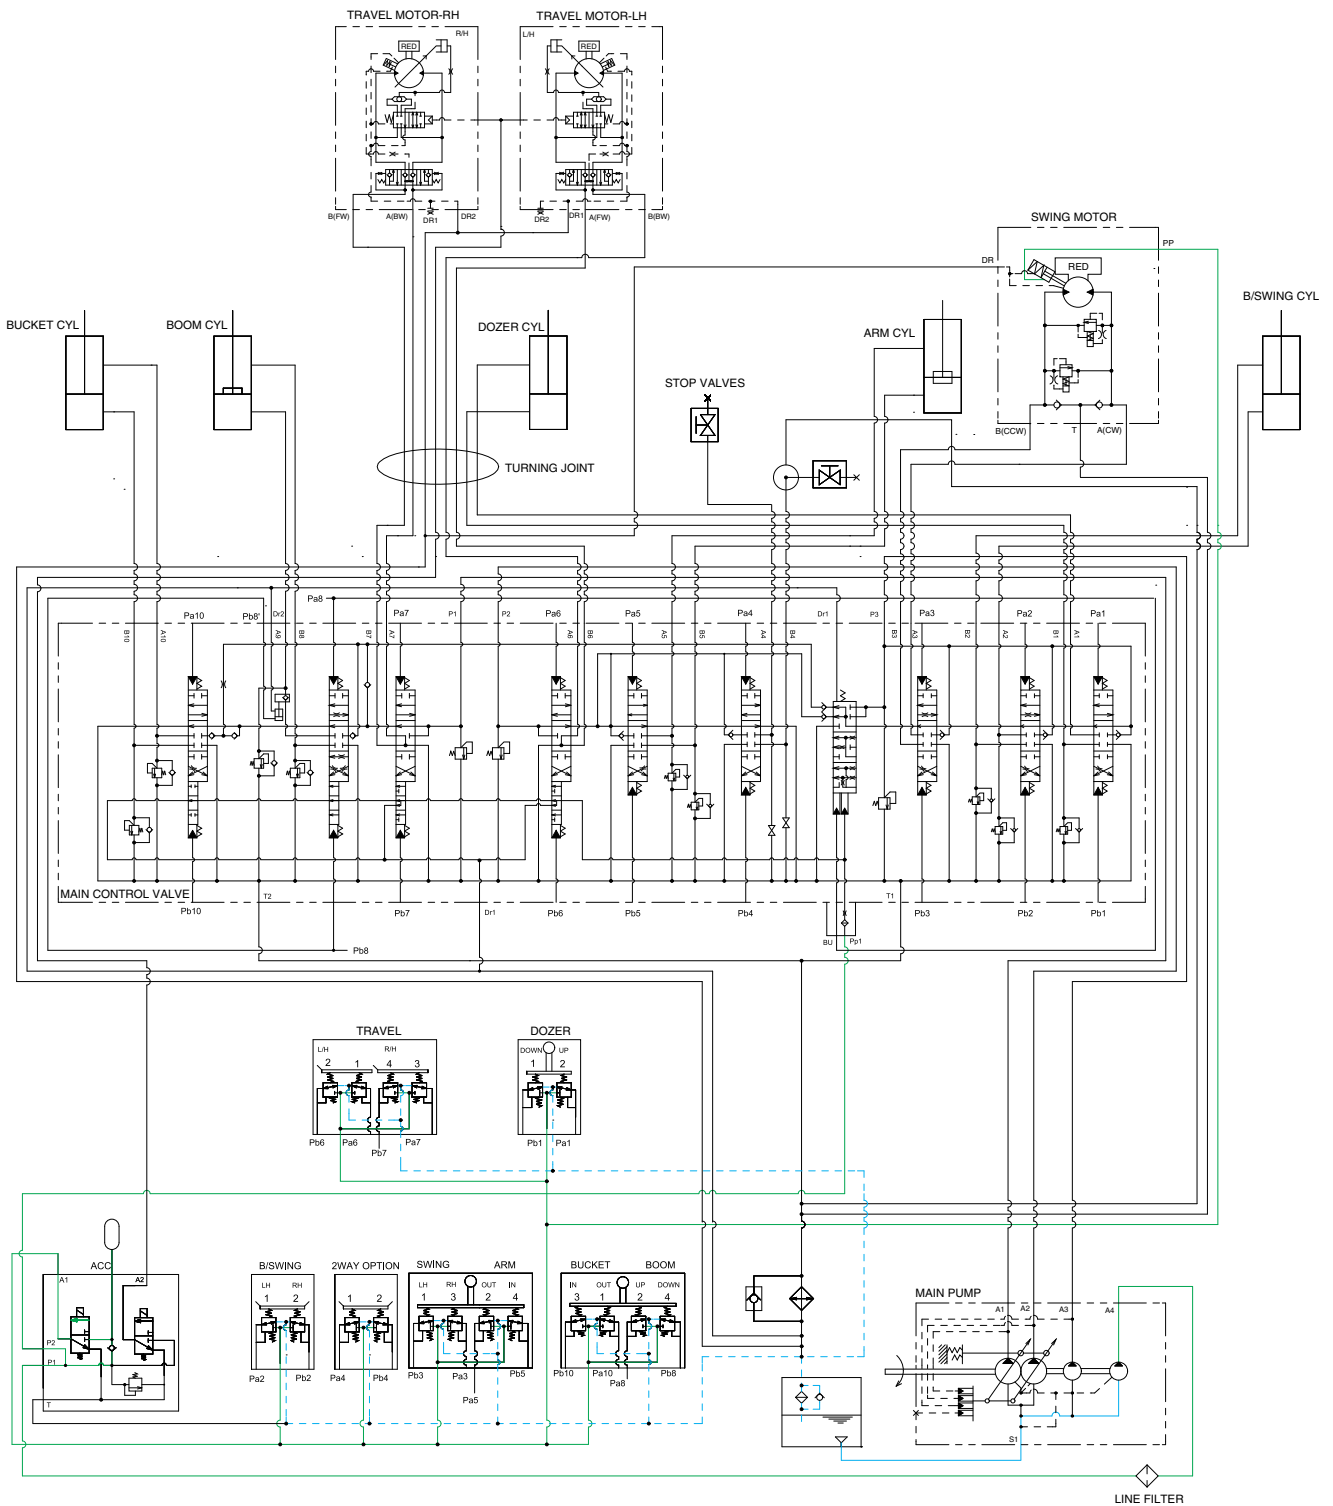 TRAVEL MOTOR-RH TRAVEL MOTOR-LH
R/H L/H
RED RED
B(FW) A(BW) DR1 DR2 DR2 DR1 A(FW) B(BW)
SWING MOTOR
PP
DR
RED
B(CCW) T A(CW)
BUCKET CYL BOOM CYL DOZER CYL ARM CYL B/SWING CYL
STOP VALVES
TURNING JOINT
Pa10 Pb8' Dr2 Pa8 Pa7 P1 P2 Pa6 Pa5 Pa4 Dr1 P3 Pa3 Pa2 Pa1
B10 A10 A9 B8 B7 A7 A6 B6 A5 B5 A4 B4 B3 A3 B2 A2 B1 A1
MAIN CONTROL VALVE
T2 T1
Pb10 Pb7 Dr1 Pb6 Pb5 Pb4 Pb3 Pb2 Pb1
BU Pp1
Pb8
TRAVEL
L/H R/H
2 1 4 3
Pb6 Pa6 Pb7 Pa7
DOZER
DOWN UP
1 2
Pb1 Pa1
ACC
A1 A2
P2
P1
T
B/SWING
LH RH
1 2
Pa2 Pb2
2WAY OPTION
1 2
Pa4 Pb4
SWING ARM
LH RH OUT IN
1 3 2 4
Pb3 Pa3 Pa5 Pb5
BUCKET BOOM
IN OUT UP DOWN
3 1 2 4
Pb10 Pa10 Pa8 Pb8
MAIN PUMP
A1 A2 A3 A4
S1
LINE FILTER